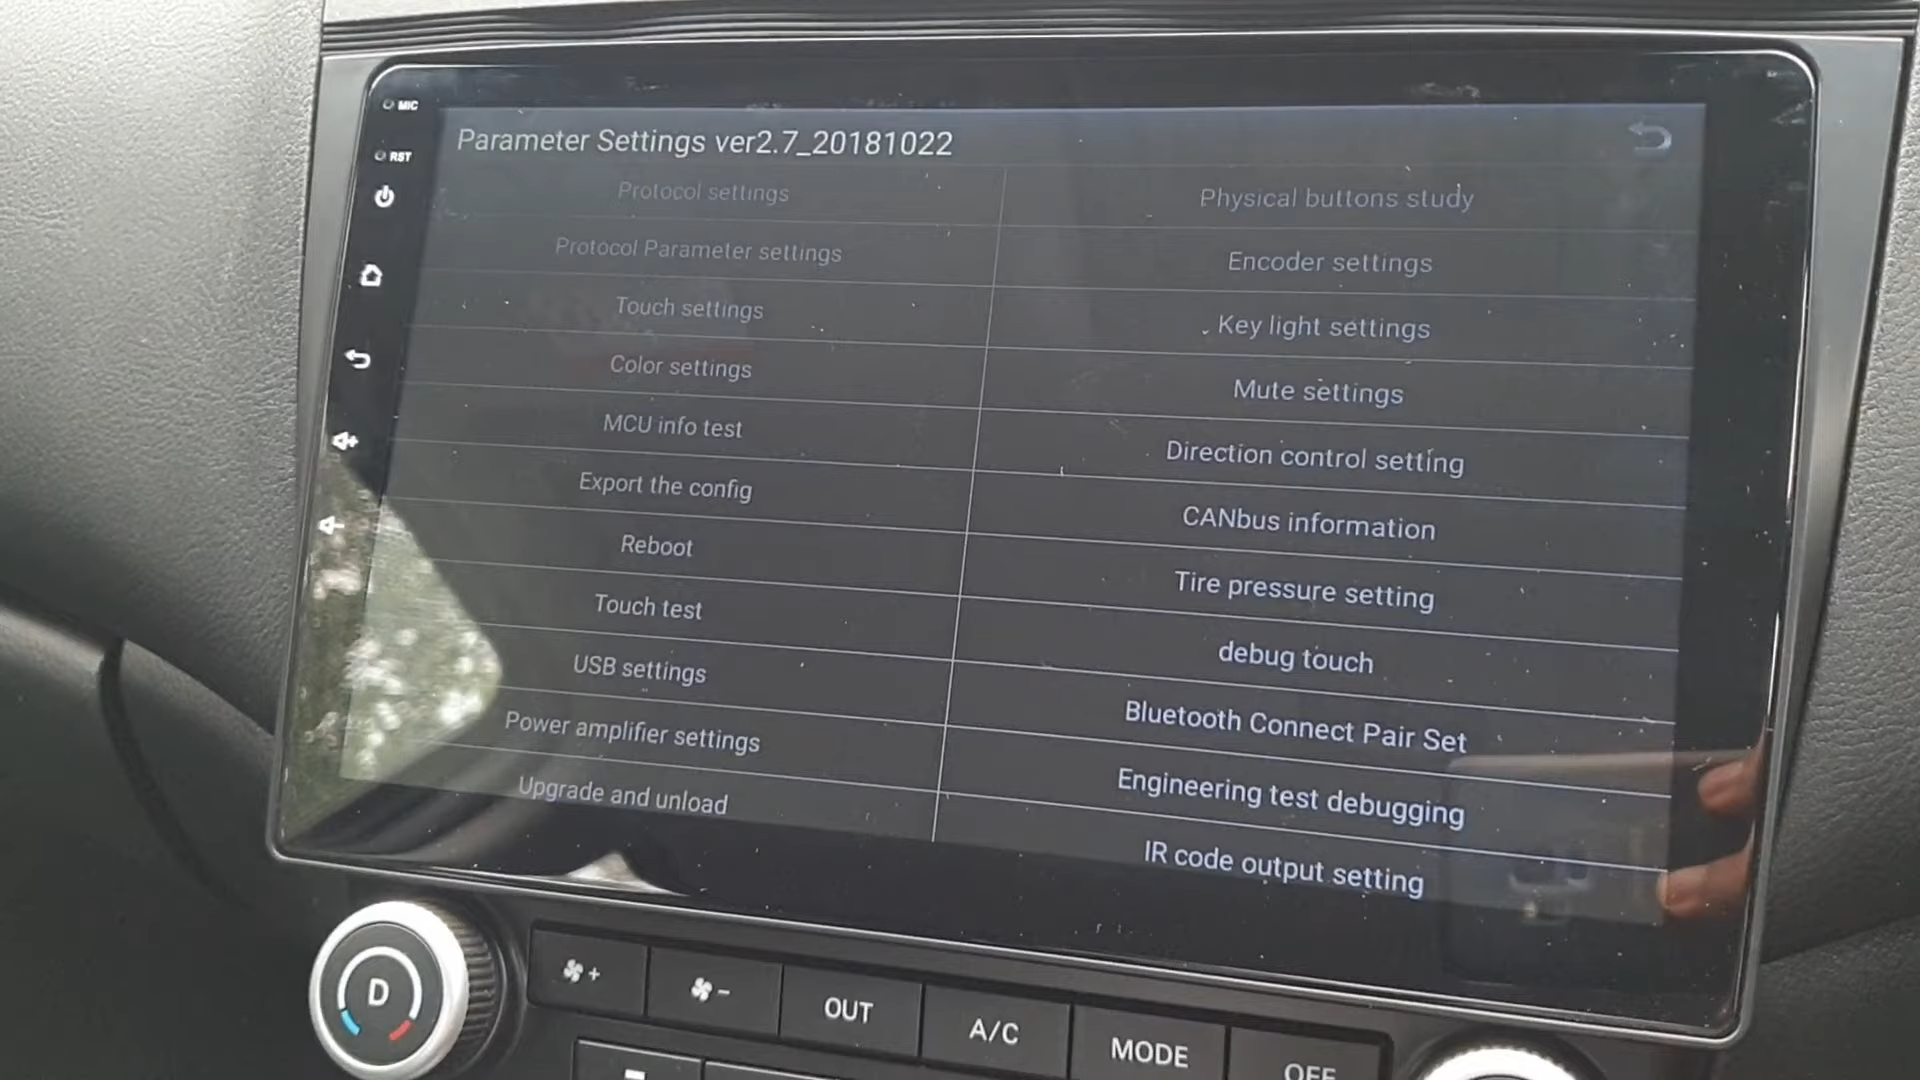 MIC
RST
Parameter Settings ver2.7_20181022
Protocol settings
Protocol Parameter settings
Touch settings
Color settings
MCU info test
Export the config
Reboot
Touch test
USB settings
Power amplifier settings
Upgrade and unload
Physical buttons study
Encoder settings
Key light settings
Mute settings
Direction control setting
CANbus information
Tire pressure setting
debug touch
Bluetooth Connect Pair Set
Engineering test debugging
IR code output setting
D
+
-
OUT
A/C
MODE
OFF